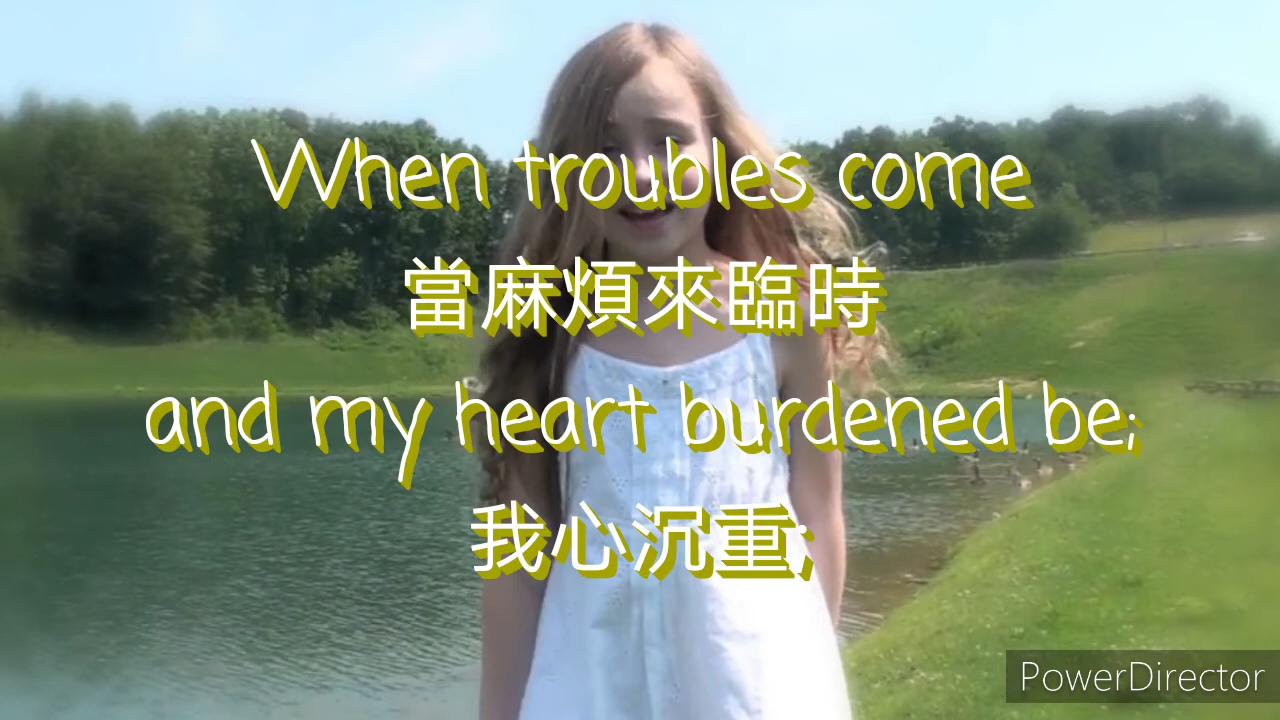 When troubles come
當麻煩來臨時
and my heart burdened be;
我心沉重;
PowerDirector